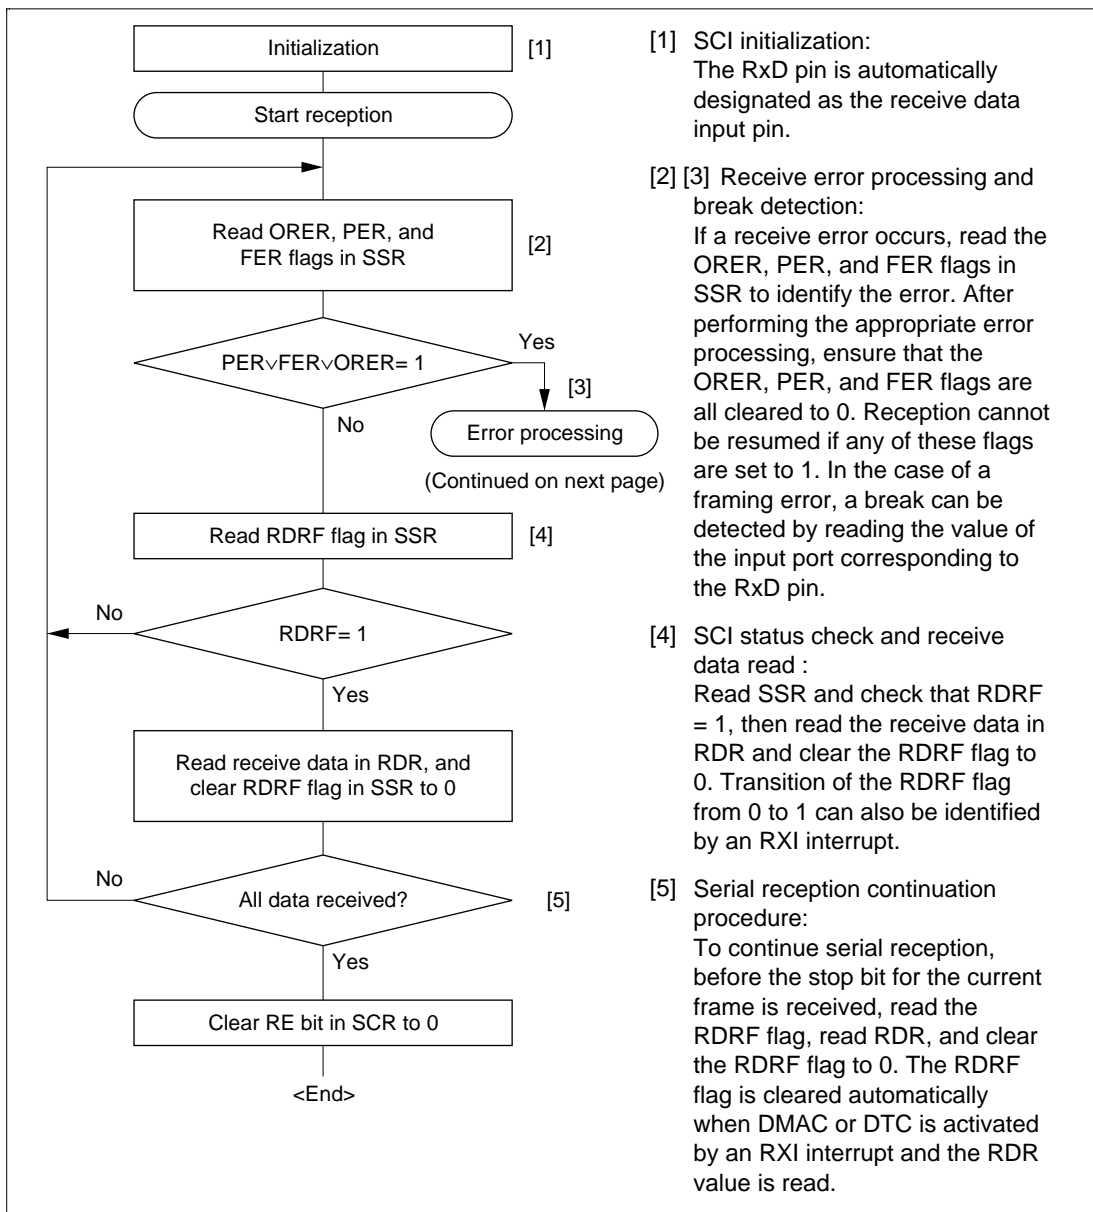 Initialization
[1]
Start reception
Read ORER, PER, and
FER flags in SSR
[2]
PER∨FER∨ORER= 1
Yes
[3]
No
Error processing
(Continued on next page)
Read RDRF flag in SSR
[4]
No
RDRF= 1
Yes
Read receive data in RDR, and
clear RDRF flag in SSR to 0
No
All data received?
[5]
Yes
Clear RE bit in SCR to 0
<End>
[1] SCI initialization:
The RxD pin is automatically
designated as the receive data
input pin.
[2] [3] Receive error processing and
break detection:
If a receive error occurs, read the
ORER, PER, and FER flags in
SSR to identify the error. After
performing the appropriate error
processing, ensure that the
ORER, PER, and FER flags are
all cleared to 0. Reception cannot
be resumed if any of these flags
are set to 1. In the case of a
framing error, a break can be
detected by reading the value of
the input port corresponding to
the RxD pin.
[4] SCI status check and receive
data read :
Read SSR and check that RDRF
= 1, then read the receive data in
RDR and clear the RDRF flag to
0. Transition of the RDRF flag
from 0 to 1 can also be identified
by an RXI interrupt.
[5] Serial reception continuation
procedure:
To continue serial reception,
before the stop bit for the current
frame is received, read the
RDRF flag, read RDR, and clear
the RDRF flag to 0. The RDRF
flag is cleared automatically
when DMAC or DTC is activated
by an RXI interrupt and the RDR
value is read.